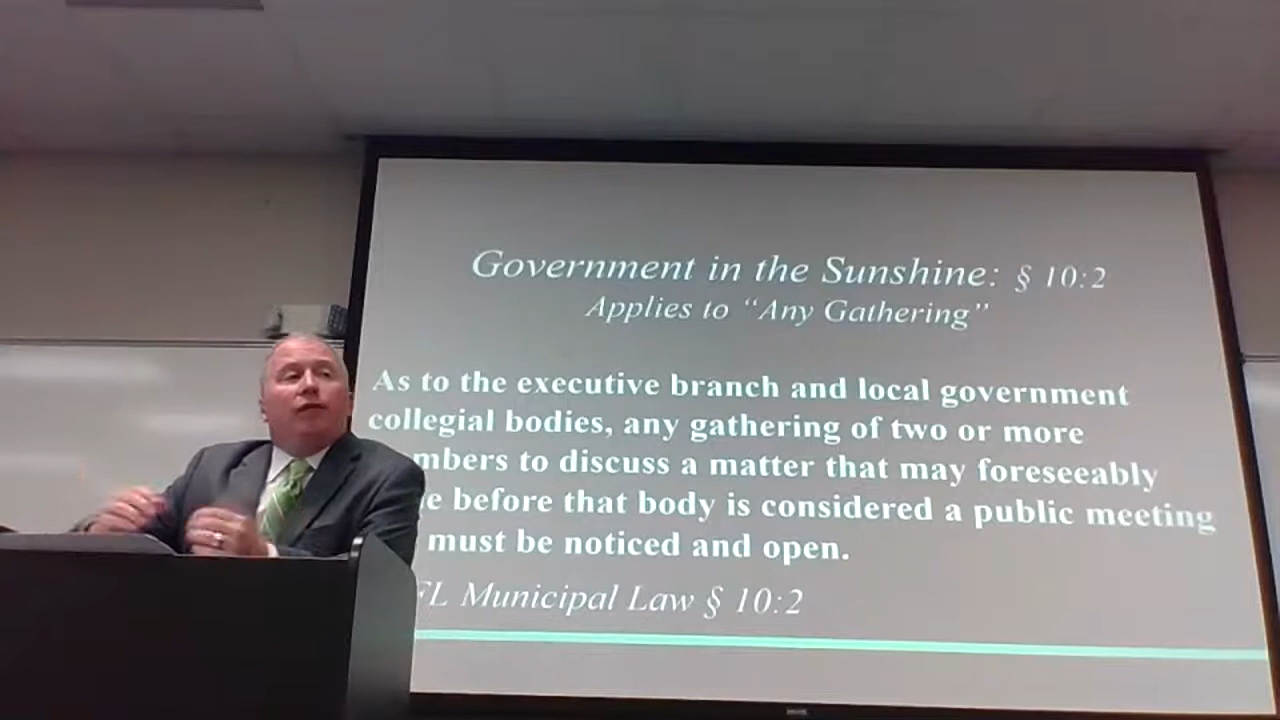 Government in the Sunshine: § 10:2
Applies to “Any Gathering”
As to the executive branch and local government
collegial bodies, any gathering of two or more
mbers to discuss a matter that may foreseeably
e before that body is considered a public meeting
must be noticed and open.
FL Municipal Law § 10:2